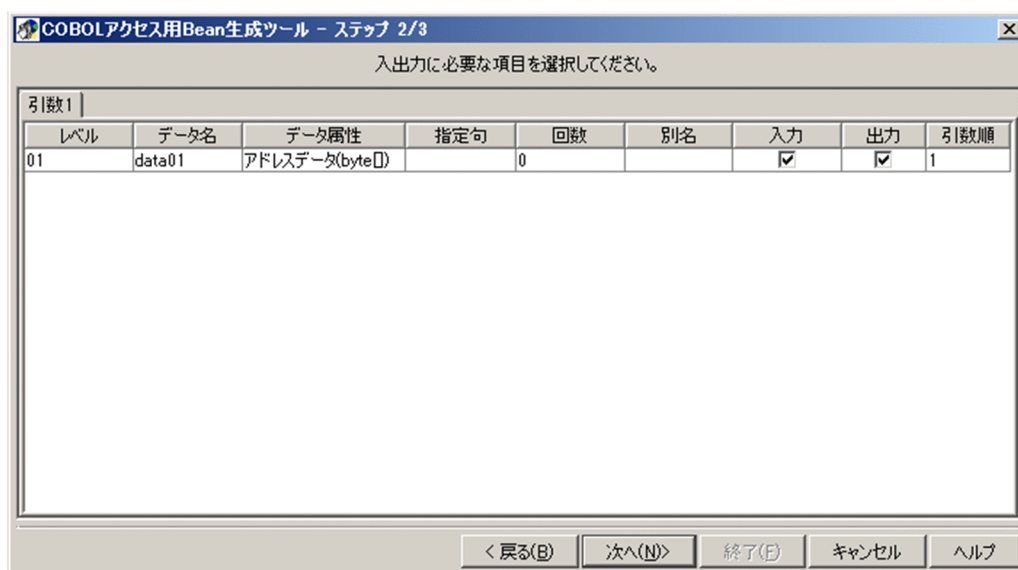 COBOLアクセス用Bean生成ツール - ステップ 2/3
入出力に必要な項目を選択してください。
引数1
レベル データ名 データ属性 指定句 回数 別名 入力 出力 引数順
01 data01 アドレスデータ(byte[]) 0 1
< 戻る(B) 次へ(N)> 終了(F) キャンセル ヘルプ